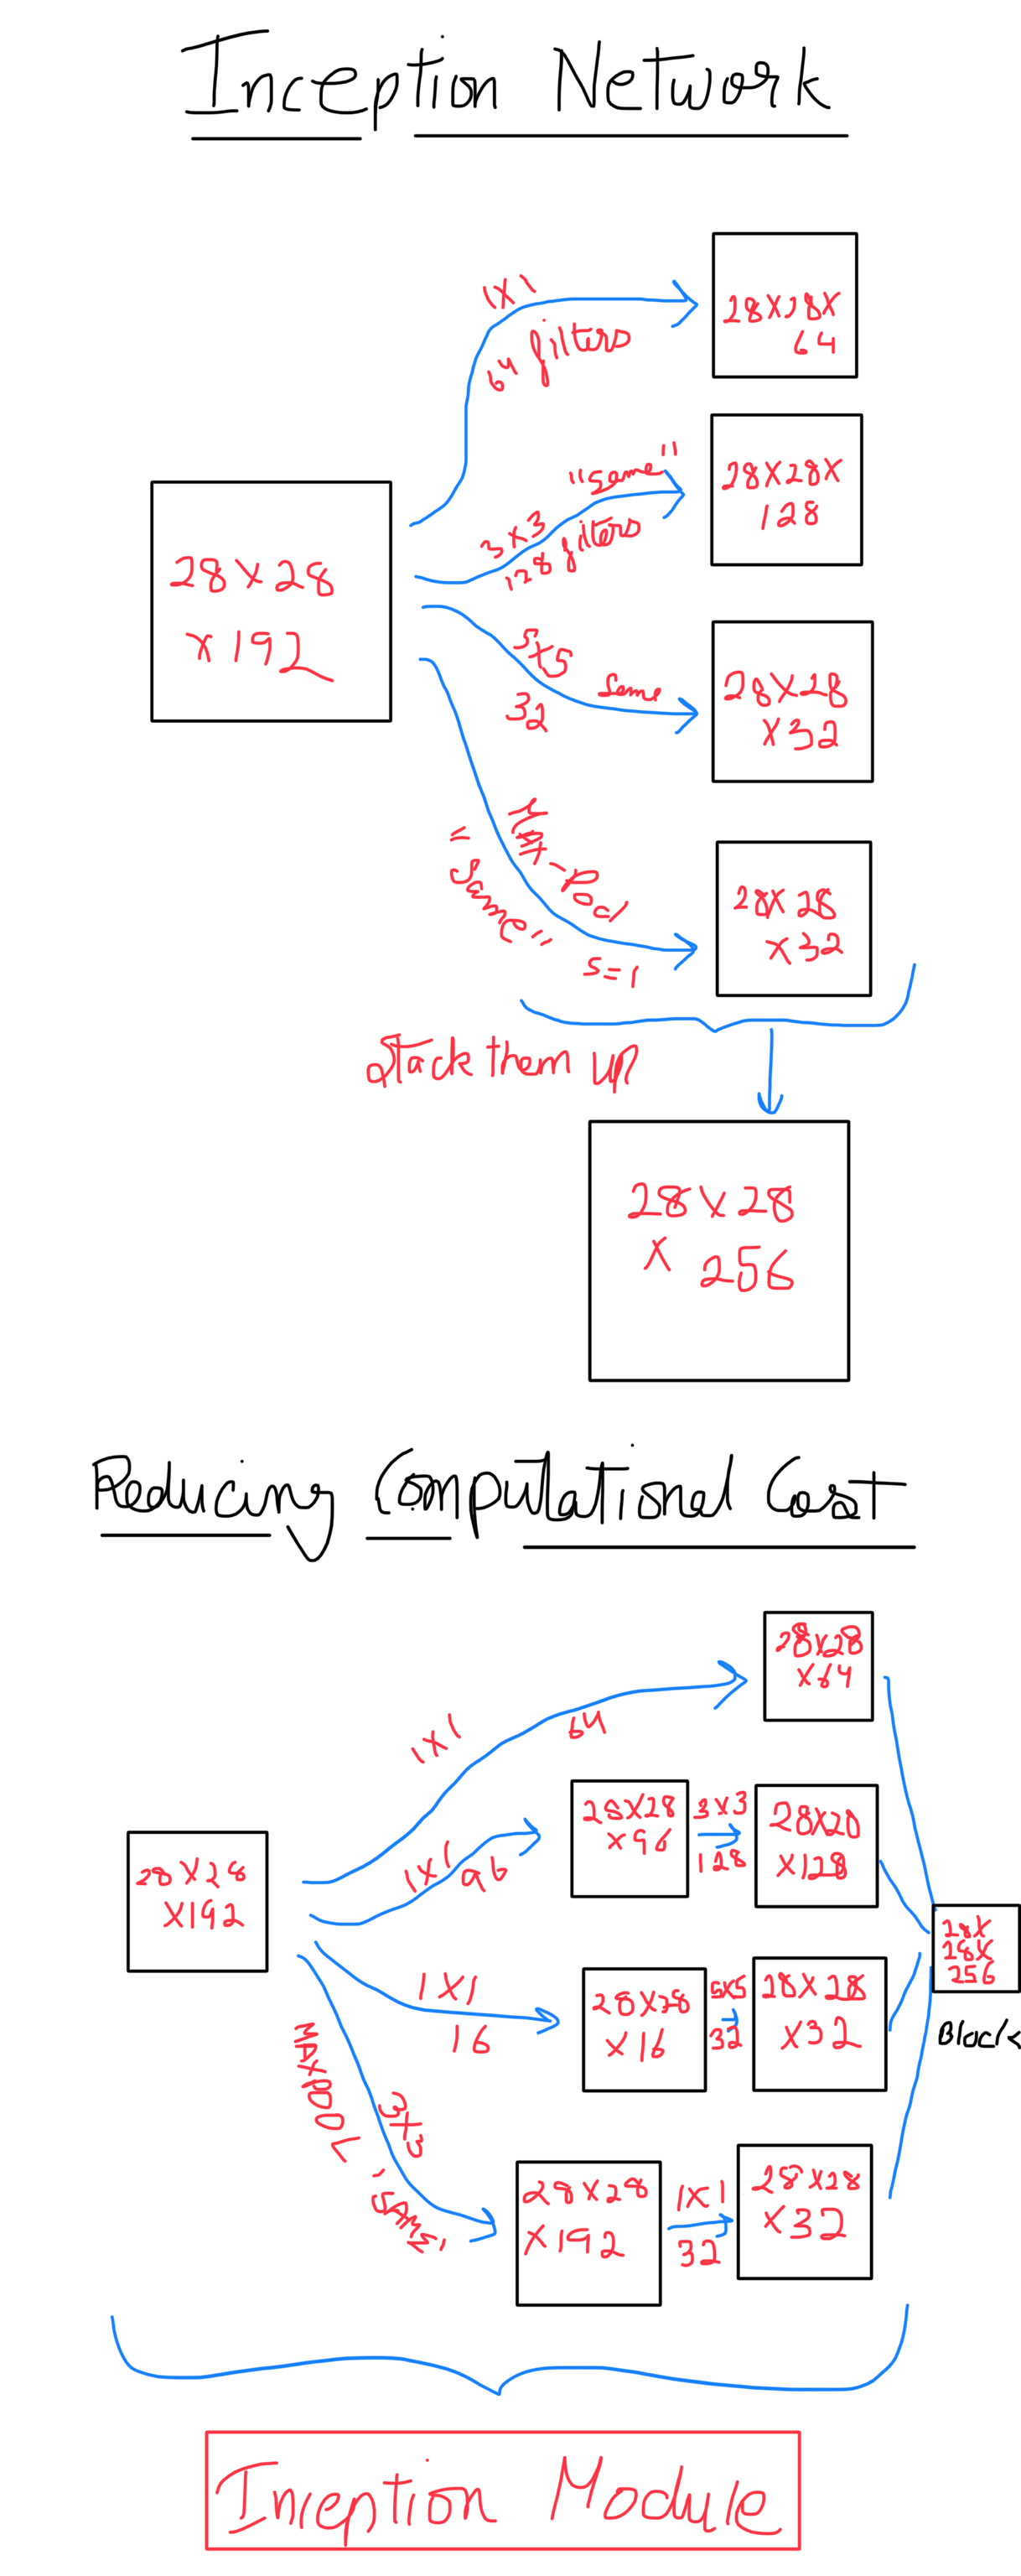 Inception Network
1X1
64 filters
28X28X
64
"same"
3X3
128 filters
28X28X
128
28X28
X192
5X5
same
32
28X28
X32
MAX-Pool
"same"
s=1
28X28
X32
Stack them up
28X28
X 256
Reducing Computational Cost
28X28
X64
1X1
64
28X28
X96
3X3
128
28X28
X128
1X1
96
28X28
X192
28X
28X
256
Block
1X1
16
28X28
X16
5X5
32
28X28
X32
MAXPOOL, 'SAME'
3X3
28X28
X192
1X1
32
28X28
X32
Inception Module